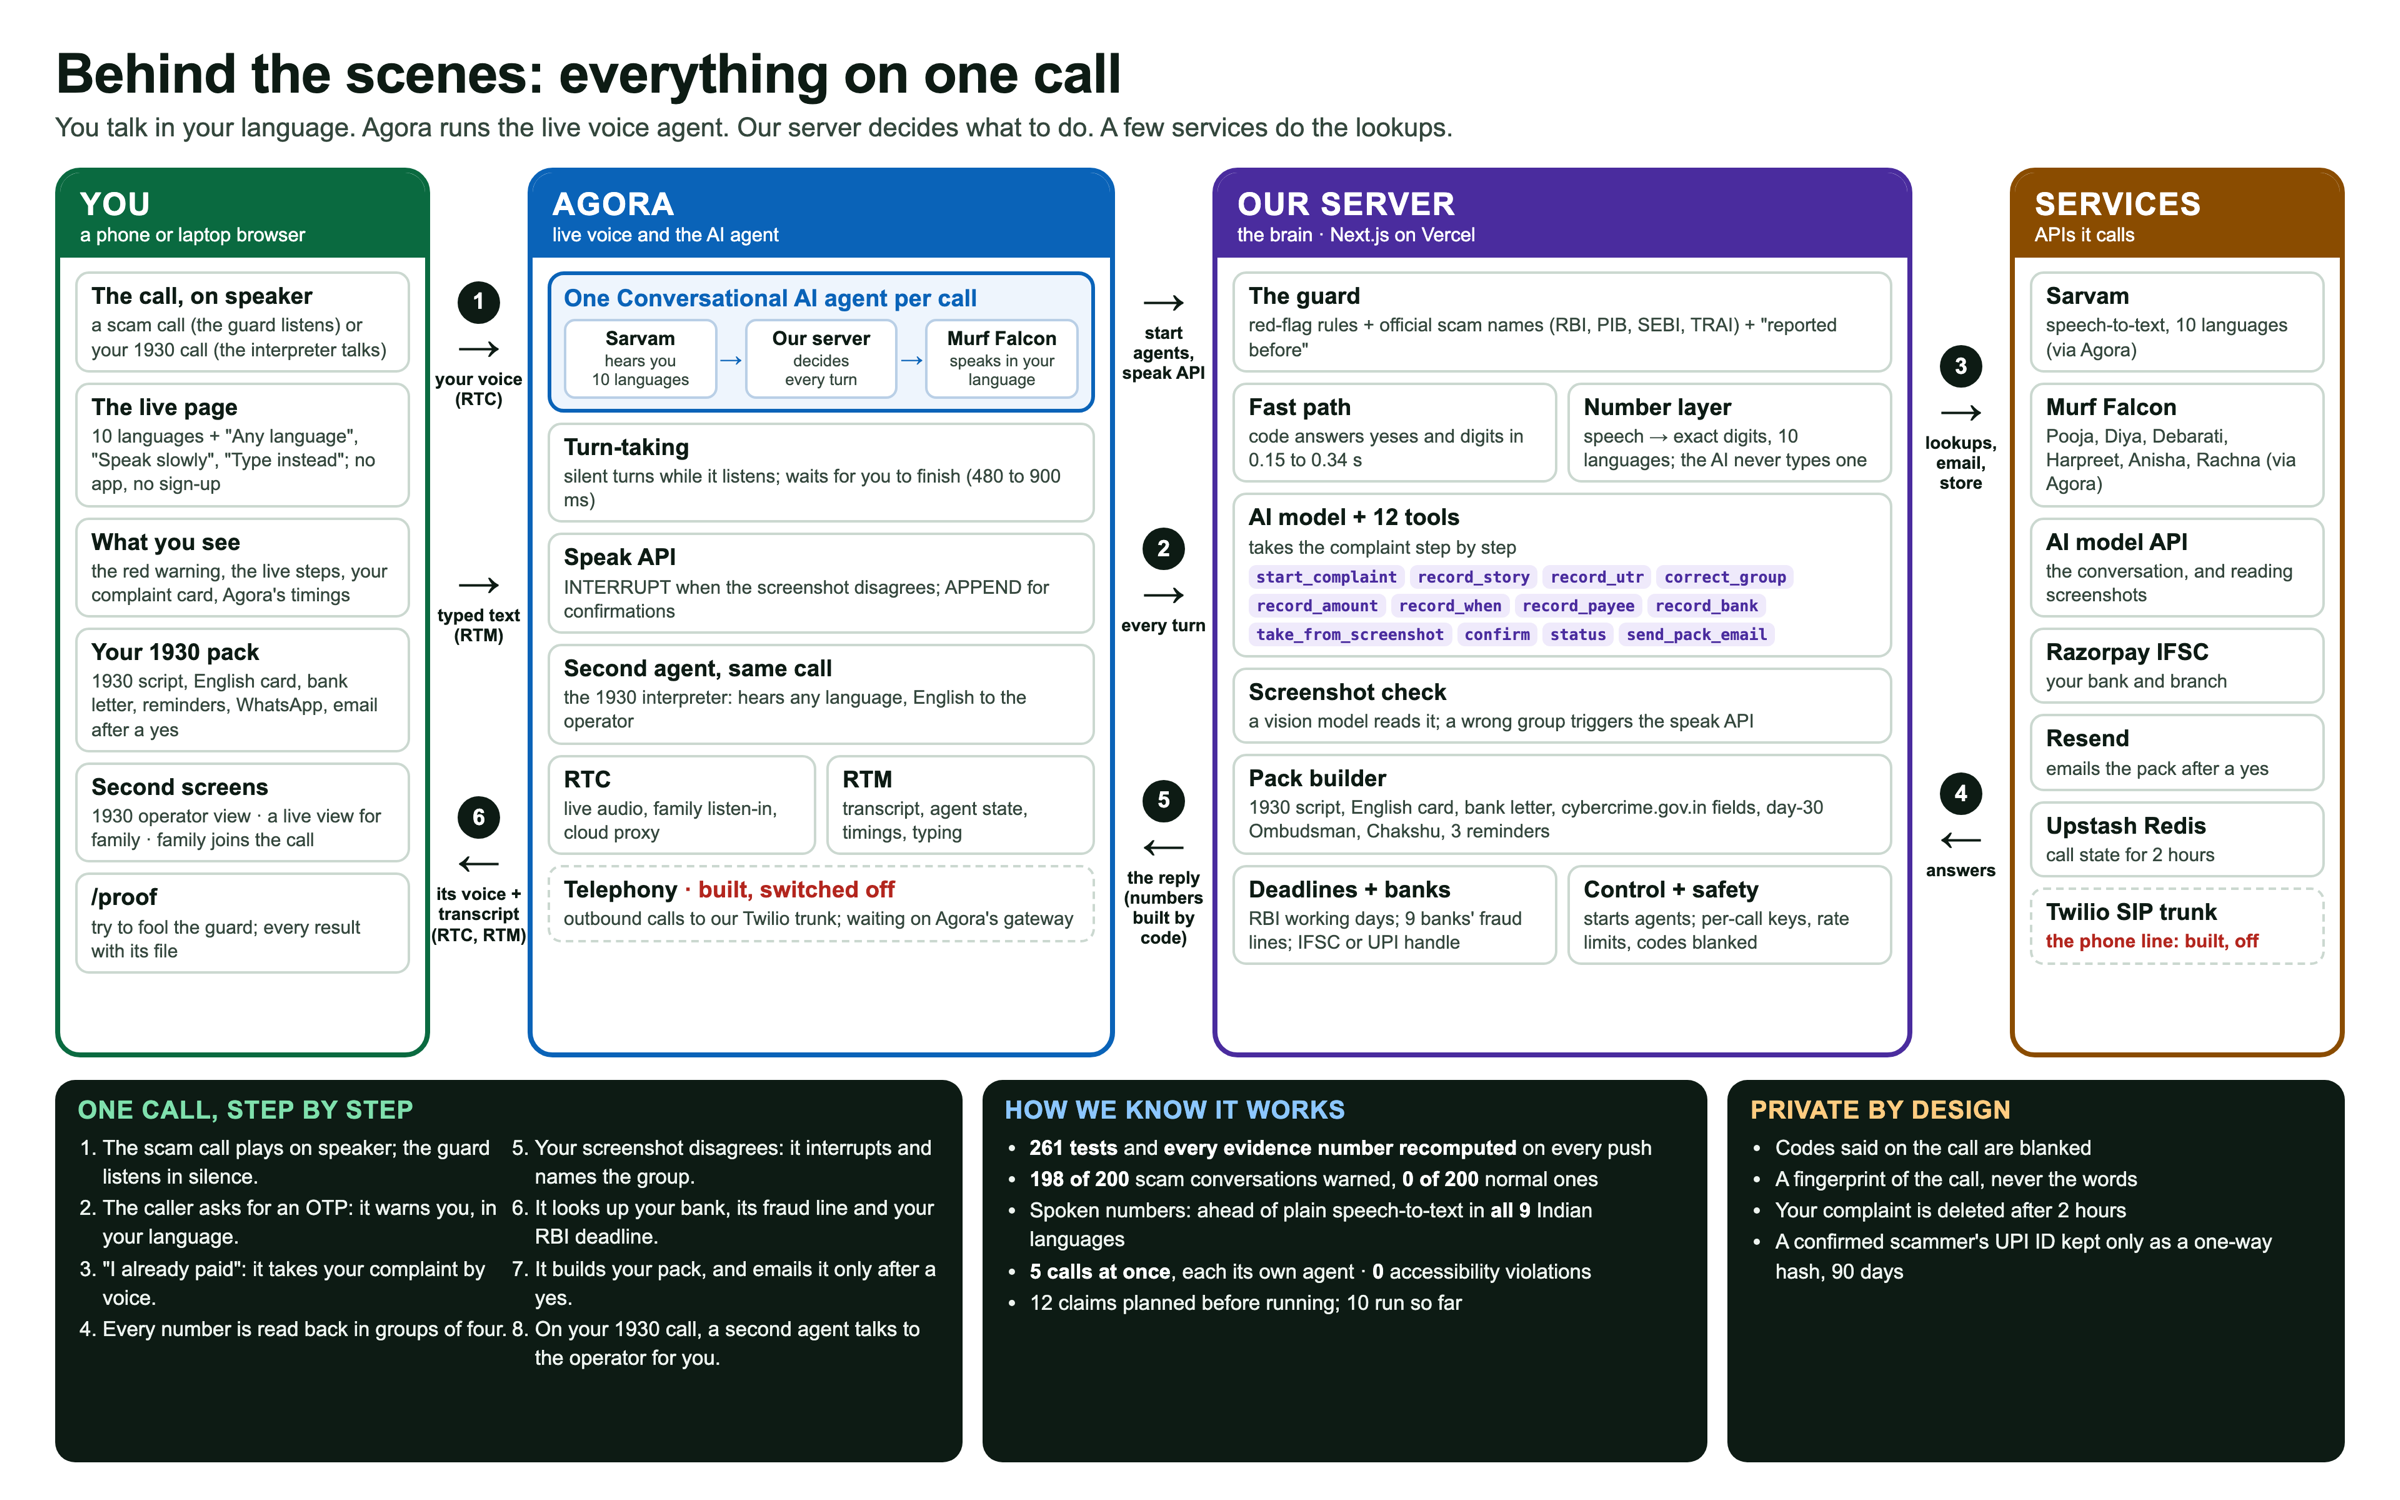 Behind the scenes: everything on one call
You talk in your language. Agora runs the live voice agent. Our server decides what to do. A few services do the lookups.
YOU
a phone or laptop browser
The call, on speaker
a scam call (the guard listens) or
your 1930 call (the interpreter talks)
The live page
10 languages + "Any language",
"Speak slowly", "Type instead"; no
app, no sign-up
What you see
the red warning, the live steps, your
complaint card, Agora's timings
Your 1930 pack
1930 script, English card, bank
letter, reminders, WhatsApp, email
after a yes
Second screens
1930 operator view · a live view for
family · family joins the call
/proof
try to fool the guard; every result
with its file
1
→
your voice
(RTC)
→
typed text
(RTM)
6
←
its voice +
transcript
(RTC, RTM)
AGORA
live voice and the AI agent
One Conversational AI agent per call
Sarvam
hears you
10 languages
→
Our server
decides
every turn
→
Murf Falcon
speaks in your
language
Turn-taking
silent turns while it listens; waits for you to finish (480 to 900
ms)
Speak API
INTERRUPT when the screenshot disagrees; APPEND for
confirmations
Second agent, same call
the 1930 interpreter: hears any language, English to the
operator
RTC
live audio, family listen-in,
cloud proxy
RTM
transcript, agent state,
timings, typing
Telephony · built, switched off
outbound calls to our Twilio trunk; waiting on Agora's gateway
→
start
agents,
speak API
2
→
every turn
5
←
the reply
(numbers
built by
code)
OUR SERVER
the brain · Next.js on Vercel
The guard
red-flag rules + official scam names (RBI, PIB, SEBI, TRAI) + "reported
before"
Fast path
code answers yeses and digits in
0.15 to 0.34 s
Number layer
speech → exact digits, 10
languages; the AI never types one
AI model + 12 tools
takes the complaint step by step
start_complaint record_story record_utr correct_group
record_amount record_when record_payee record_bank
take_from_screenshot confirm status send_pack_email
Screenshot check
a vision model reads it; a wrong group triggers the speak API
Pack builder
1930 script, English card, bank letter, cybercrime.gov.in fields, day-30
Ombudsman, Chakshu, 3 reminders
Deadlines + banks
RBI working days; 9 banks' fraud
lines; IFSC or UPI handle
Control + safety
starts agents; per-call keys, rate
limits, codes blanked
3
→
lookups,
email,
store
4
←
answers
SERVICES
APIs it calls
Sarvam
speech-to-text, 10 languages
(via Agora)
Murf Falcon
Pooja, Diya, Debarati,
Harpreet, Anisha, Rachna (via
Agora)
AI model API
the conversation, and reading
screenshots
Razorpay IFSC
your bank and branch
Resend
emails the pack after a yes
Upstash Redis
call state for 2 hours
Twilio SIP trunk
the phone line: built, off
ONE CALL, STEP BY STEP
1. The scam call plays on speaker; the guard
listens in silence.
2. The caller asks for an OTP: it warns you, in
your language.
3. "I already paid": it takes your complaint by
voice.
4. Every number is read back in groups of four.
5. Your screenshot disagrees: it interrupts and
names the group.
6. It looks up your bank, its fraud line and your
RBI deadline.
7. It builds your pack, and emails it only after a
yes.
8. On your 1930 call, a second agent talks to
the operator for you.
HOW WE KNOW IT WORKS
• 261 tests and every evidence number recomputed on every push
• 198 of 200 scam conversations warned, 0 of 200 normal ones
• Spoken numbers: ahead of plain speech-to-text in all 9 Indian
languages
• 5 calls at once, each its own agent · 0 accessibility violations
• 12 claims planned before running; 10 run so far
PRIVATE BY DESIGN
• Codes said on the call are blanked
• A fingerprint of the call, never the words
• Your complaint is deleted after 2 hours
• A confirmed scammer's UPI ID kept only as a one-way
hash, 90 days